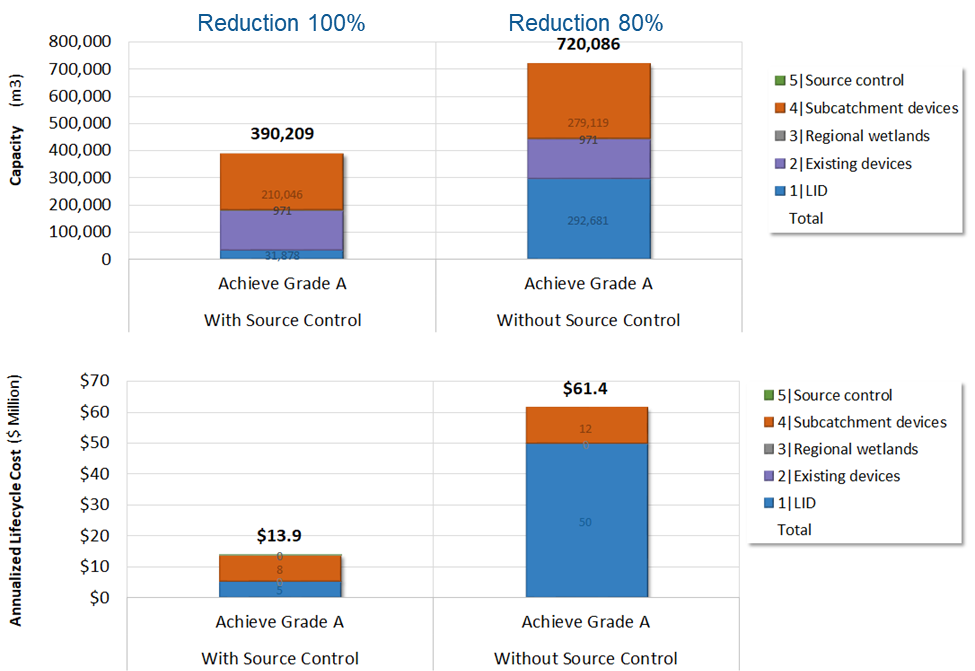 Reduction 100%
Reduction 80%
800,000
700,000
600,000
500,000
400,000
300,000
200,000
100,000
0
Capacity (m3)
390,209
210,046
971
31,878
720,086
279,119
971
292,681
Achieve Grade A
Achieve Grade A
With Source Control
Without Source Control
5|Source control
4|Subcatchment devices
3|Regional wetlands
2|Existing devices
1|LID
Total
$70
$60
$50
$40
$30
$20
$10
$0
Annualized Lifecycle Cost ($ Million)
$13.9
0
8
5
$61.4
12
0
50
Achieve Grade A
Achieve Grade A
With Source Control
Without Source Control
5|Source control
4|Subcatchment devices
3|Regional wetlands
2|Existing devices
1|LID
Total